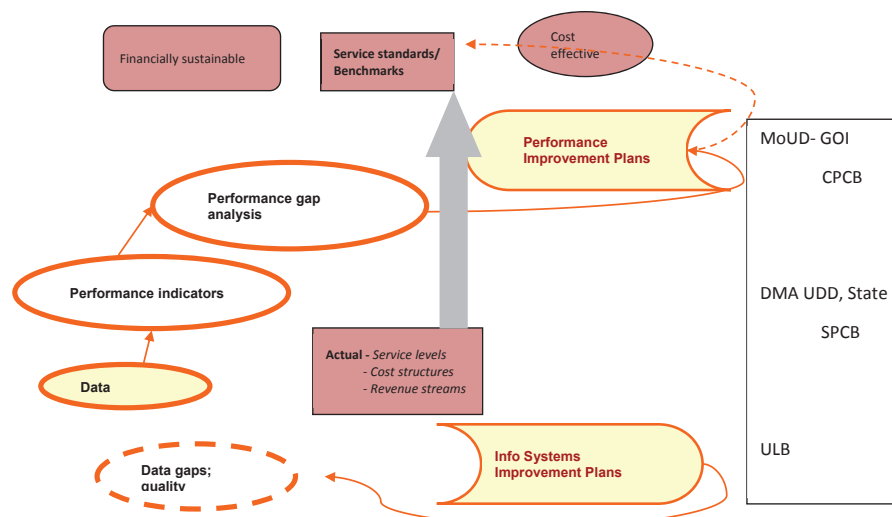 Financially sustainable
Service standards/
Benchmarks
Cost
effective
Performance
Improvement Plans
MoUD- GOI
CPCB
Performance gap
analysis
Performance indicators
DMA UDD, State
SPCB
Actual - Service levels
- Cost structures
- Revenue streams
Data
Info Systems
Improvement Plans
ULB
Data gaps;
quality